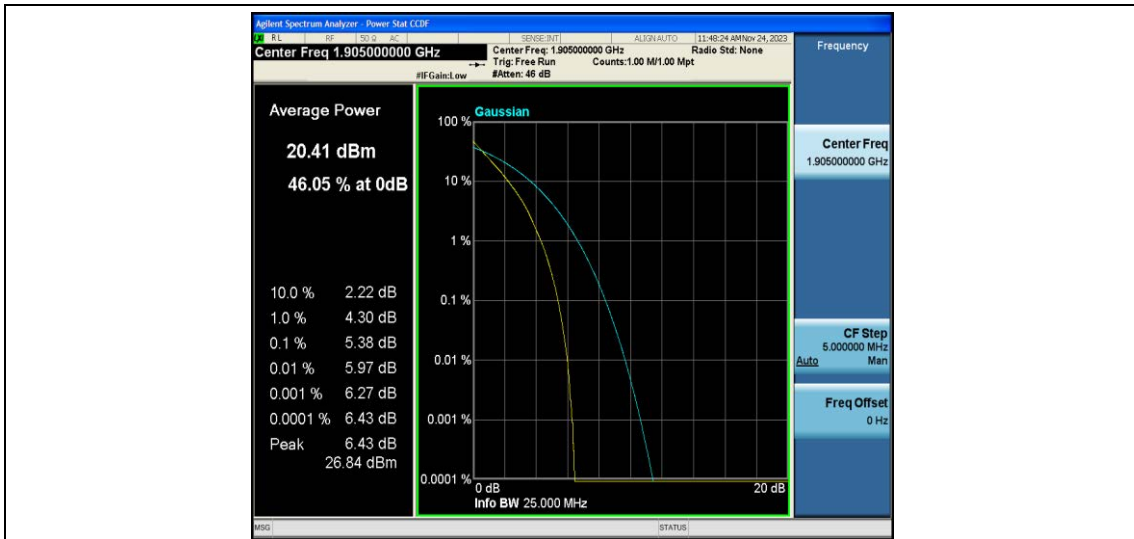 Agilent Spectrum Analyzer - Power Stat CCDF
RL RF 50 Ω AC SENSE:INT ALIGNAUTO 11:48:24 AMNov 24, 2023
Center Freq 1.905000000 GHz
Center Freq: 1.905000000 GHz Radio Std: None
Trig: Free Run Counts:1.00 M/1.00 Mpt
#IFGain:Low #Atten: 46 dB
Frequency
Average Power
20.41 dBm
46.05 % at 0dB
10.0 % 2.22 dB
1.0 % 4.30 dB
0.1 % 5.38 dB
0.01 % 5.97 dB
0.001 % 6.27 dB
0.0001 % 6.43 dB
Peak 6.43 dB
26.84 dBm
Gaussian
100 %
10 %
1 %
0.1 %
0.01 %
0.001 %
0.0001 %
0 dB 20 dB
Info BW 25.000 MHz
Center Freq
1.905000000 GHz
CF Step
5.000000 MHz
Auto Man
Freq Offset
0 Hz
MSG STATUS